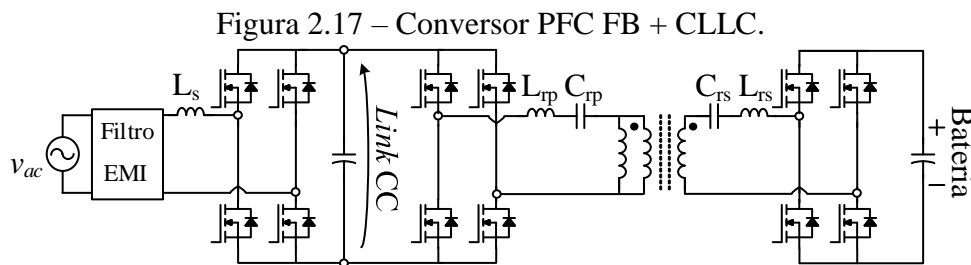 Figura 2.17 – Conversor PFC FB + CLLC.
L_s
Filtro
EMI
v_ac
Link CC
L_rp
C_rp
C_rs
L_rs
+
Bateria
−